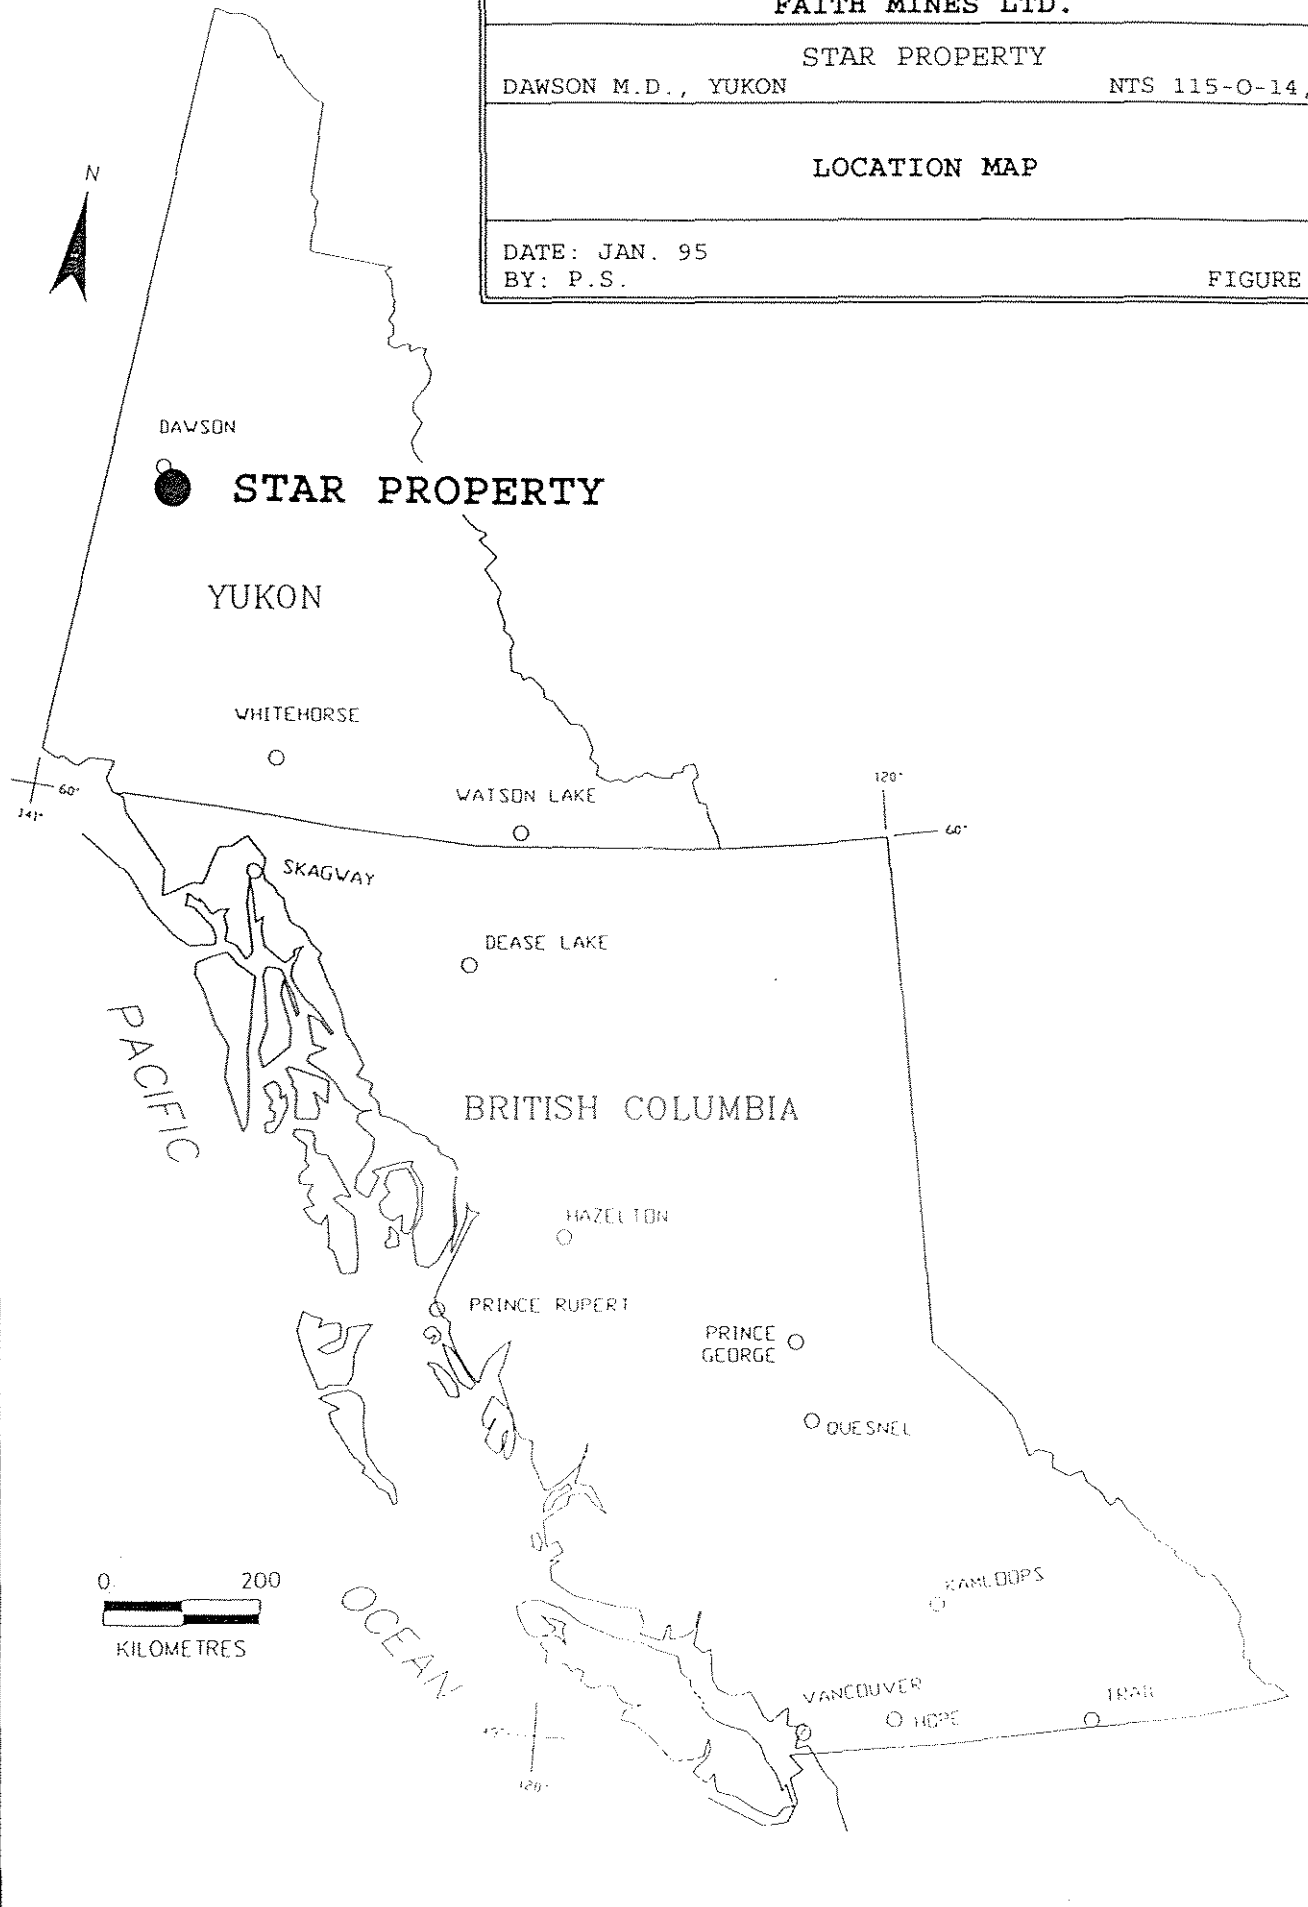 FAITH MINES LTD.
STAR PROPERTY
DAWSON M.D., YUKON NTS 115-O-14,
LOCATION MAP
DATE: JAN. 95
BY: P.S. FIGURE
N
DAWSON
STAR PROPERTY
YUKON
WHITEHORSE
WATSON LAKE
120°
60°
141°
60°
SKAGWAY
DEASE LAKE
PACIFIC
BRITISH COLUMBIA
HAZELTON
PRINCE RUPERT
PRINCE
GEORGE
QUESNEL
0. 200
KILOMETRES
OCEAN
KAMLOOPS
VANCOUVER
HOPE
TRAIL
120°